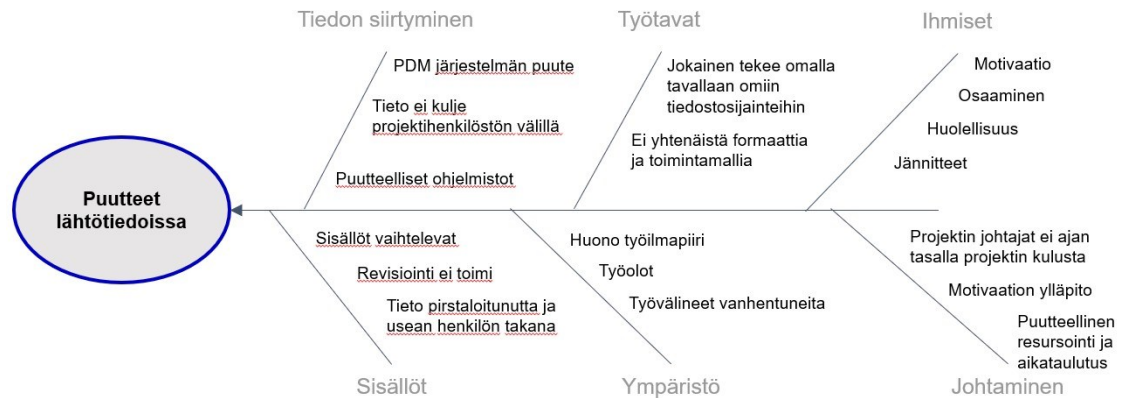 Tiedon siirtyminen
Työtavat
Ihmiset
PDM järjestelmän puute
Tieto ei kulje
projektihenkilöstön välillä
Puutteelliset ohjelmistot
Jokainen tekee omalla
tavallaan omiin
tiedostosijainteihin
Ei yhtenäistä formaattia
ja toimintamallia
Motivaatio
Osaaminen
Huolellisuus
Jännitteet
Puutteet
lähtötiedoissa
Sisällöt vaihtelevat
Revisiointi ei toimi
Tieto pirstaloitunutta ja
usean henkilön takana
Huono työilmapiiri
Työolot
Työvälineet vanhentuneita
Projektin johtajat ei ajan
tasalla projektin kulusta
Motivaation ylläpito
Puutteellinen
resursointi ja
aikataulutus
Sisällöt
Ympäristö
Johtaminen